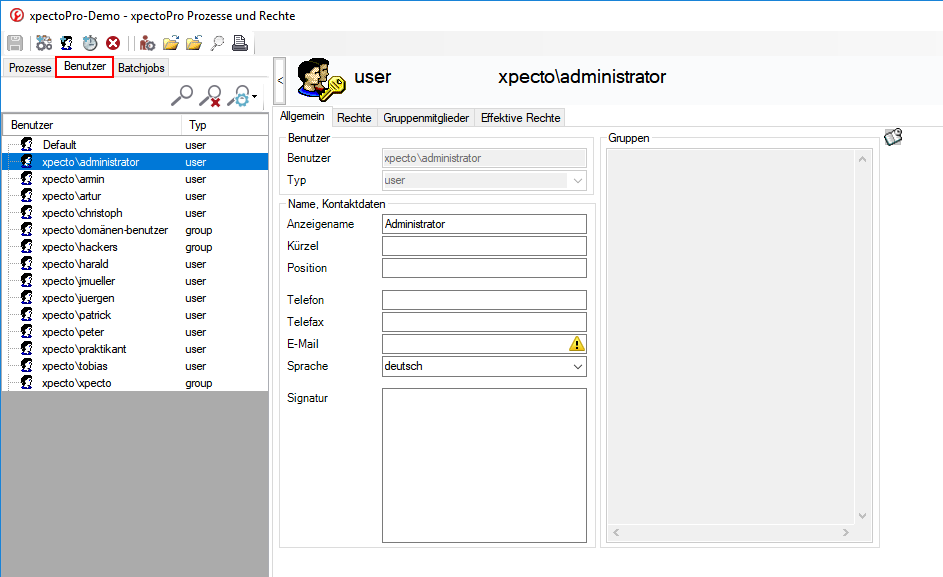 xpectoPro-Demo - xpectoPro Prozesse und Rechte
Prozesse Benutzer Batchjobs
Benutzer Typ
Default user
xpecto\administrator user
xpecto\armin user
xpecto\artur user
xpecto\christoph user
xpecto\domänen-benutzer group
xpecto\hackers group
xpecto\harald user
xpecto\jmueller user
xpecto\juergen user
xpecto\patrick user
xpecto\peter user
xpecto\praktikant user
xpecto\tobias user
xpecto\xpecto group
<
user xpecto\administrator
Allgemein Rechte Gruppenmitglieder Effektive Rechte
Benutzer
Benutzer xpecto\administrator
Typ user
Name, Kontaktdaten
Anzeigename Administrator
Kürzel
Position
Telefon
Telefax
E-Mail
Sprache deutsch
Signatur
Gruppen